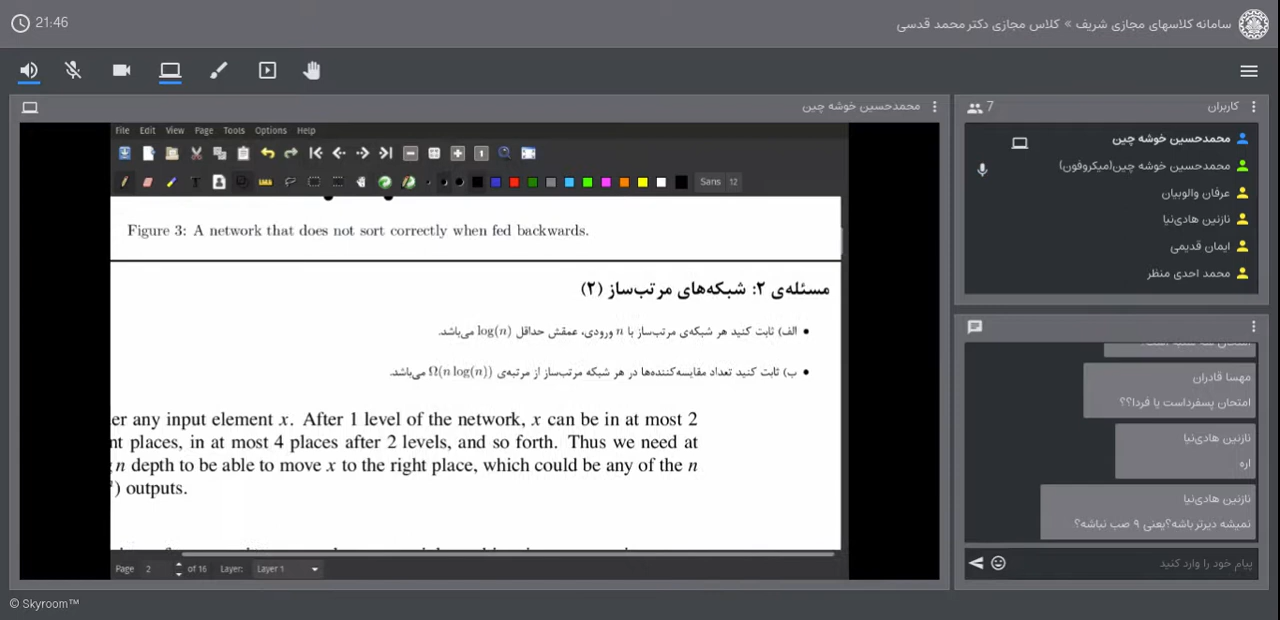 21:46
سامانه کلاسهای مجازی شریف » کلاس مجازی دکتر محمد قدسی
محمدحسین خوشه چین
File Edit View Page Tools Options Help
Sans 12
Figure 3: A network that does not sort correctly when fed backwards.
مسئله‌ی ۲: شبکه‌های مرتب‌ساز (۲)
• الف) ثابت کنید هر شبکه‌ی مرتب‌ساز با n ورودی، عمقش حداقل log(n) می‌باشد.
• ب) ثابت کنید تعداد مقایسه‌کننده‌ها در هر شبکه مرتب‌ساز از مرتبه‌ی Ω(n log(n)) می‌باشد.
er any input element x. After 1 level of the network, x can be in at most 2
nt places, in at most 4 places after 2 levels, and so forth. Thus we need at
n depth to be able to move x to the right place, which could be any of the n
) outputs.
Page 2 of 16 Layer: Layer 1
کاربران
7
محمدحسین خوشه چین
محمدحسین خوشه چین(میکروفون)
عرفان والوبیان
نازنین هادی‌نیا
ایمان قدیمی
محمد احدی منظر
مهسا قادران
امتحان پسفرداست یا فردا؟؟
نازنین هادی‌نیا
اره
نازنین هادی‌نیا
نمیشه دیرتر باشه؟یعنی ۹ صب نباشه؟
پیام خود را وارد کنید
© Skyroom™